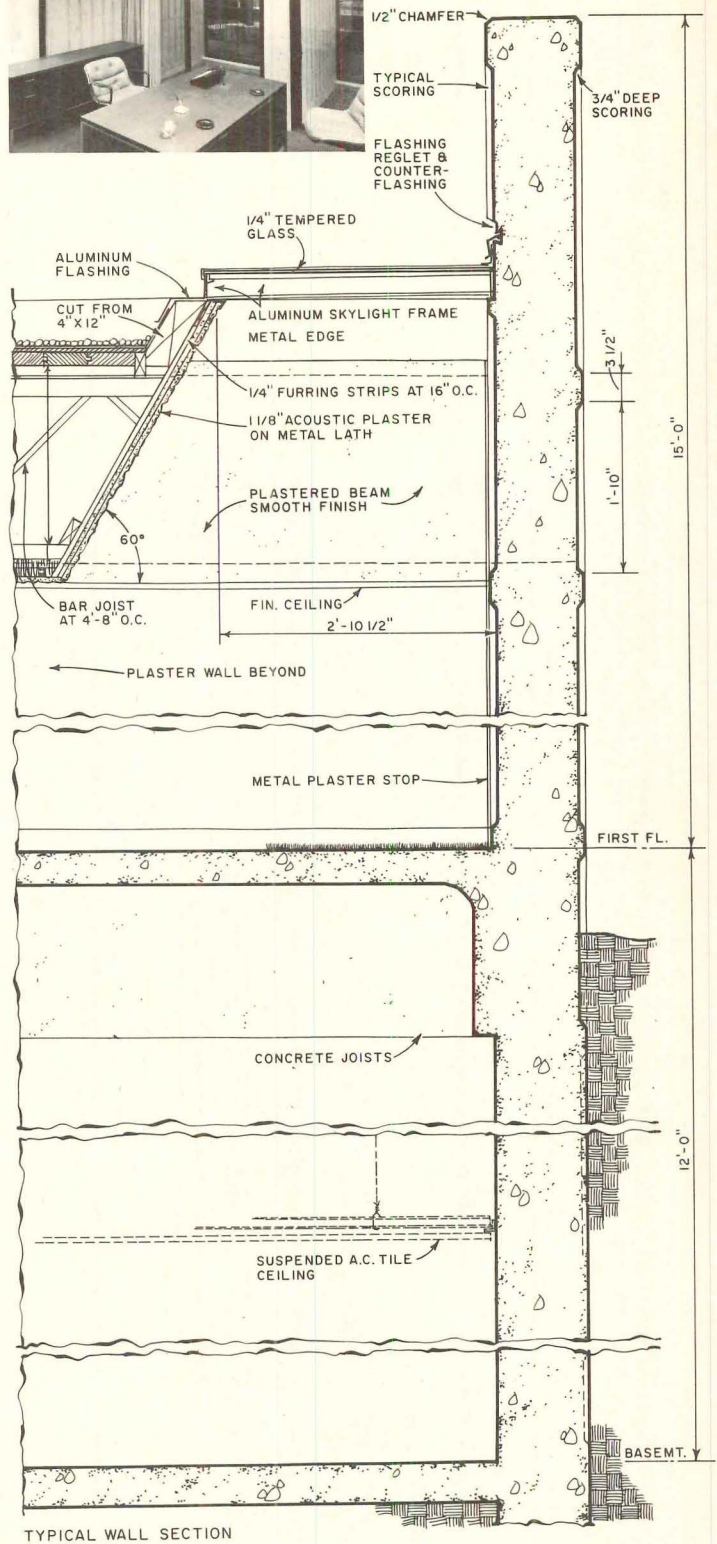 1/2" CHAMFER
TYPICAL
SCORING
3/4" DEEP
SCORING
FLASHING
REGLET &
COUNTER-
FLASHING
1/4" TEMPERED
GLASS
ALUMINUM
FLASHING
CUT FROM
4" X 12"
ALUMINUM SKYLIGHT FRAME
METAL EDGE
3 1/2"
1/4" FURRING STRIPS AT 16" O.C.
1 1/8" ACOUSTIC PLASTER
ON METAL LATH
15'-0"
1'-10"
PLASTERED BEAM
SMOOTH FINISH
60°
BAR JOIST
AT 4'-8" O.C.
FIN. CEILING
2'-10 1/2"
PLASTER WALL BEYOND
METAL PLASTER STOP
FIRST FL.
CONCRETE JOISTS
12'-0"
SUSPENDED A.C. TILE
CEILING
BASEMT.
TYPICAL WALL SECTION